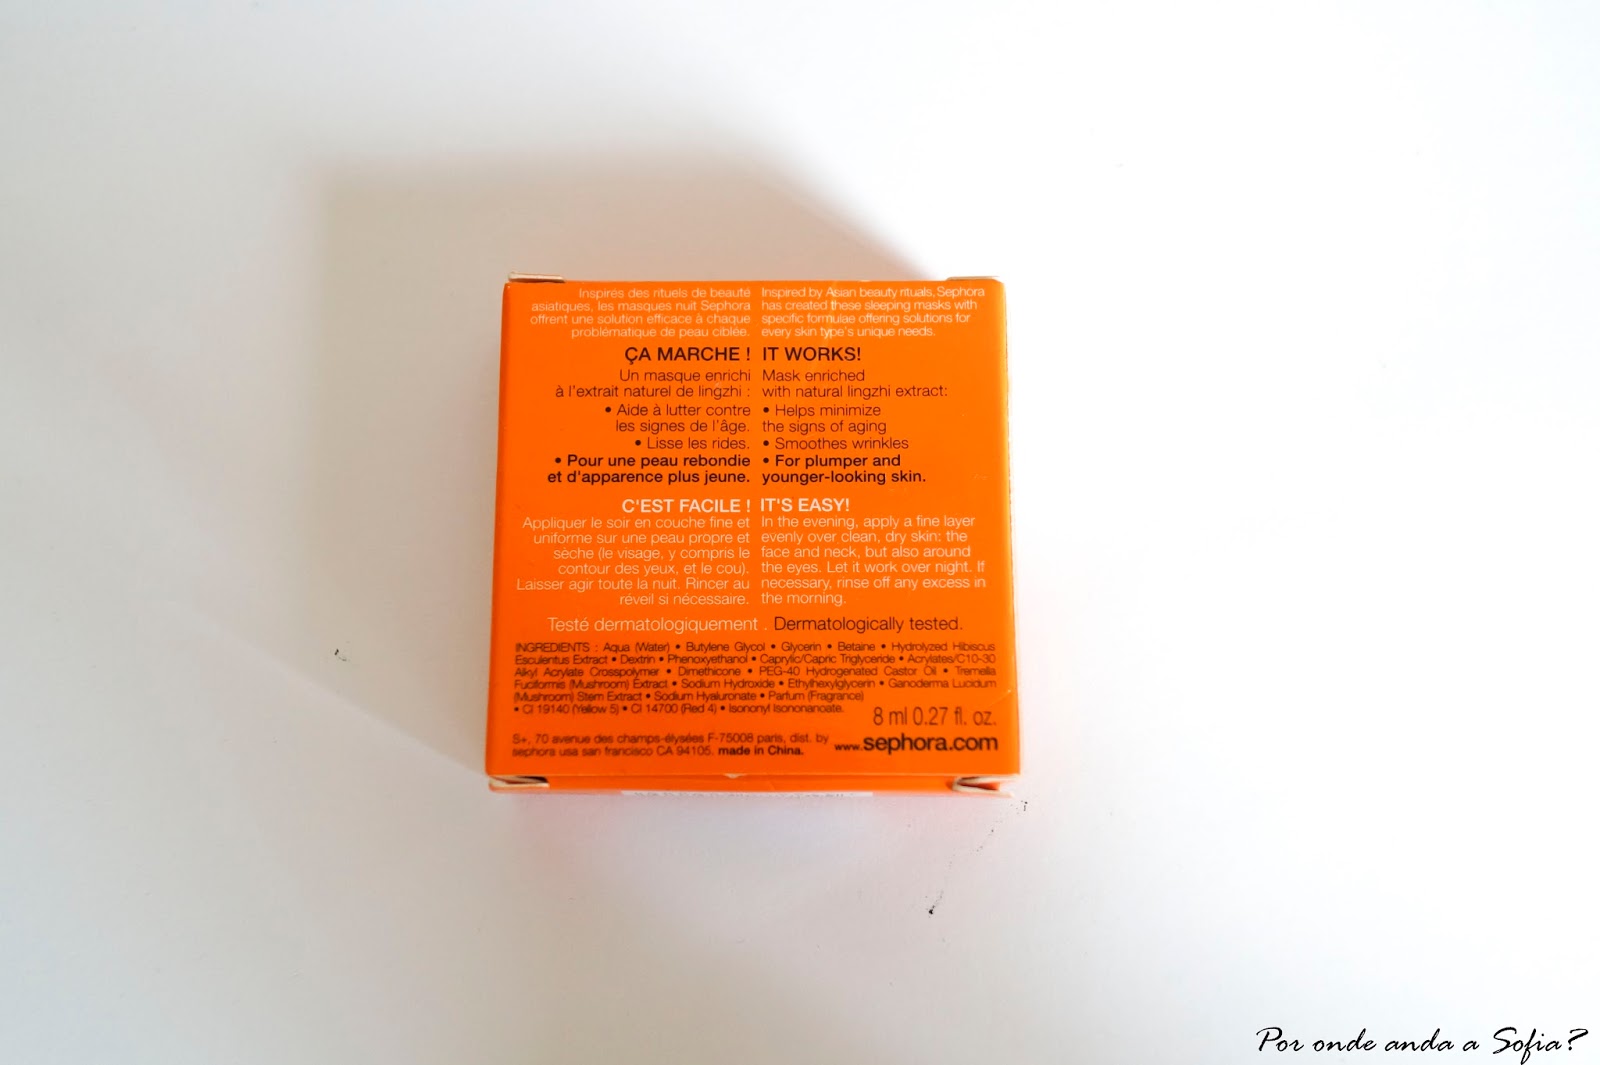 Inspirés des rituels de beauté
asiatiques, les masques nuit Sephora
offrent une solution efficace à chaque
problématique de peau ciblée.
Inspired by Asian beauty rituals, Sephora
has created these sleeping masks with
specific formulae offering solutions for
every skin type's unique needs.
ÇA MARCHE !
Un masque enrichi
à l'extrait naturel de lingzhi :
• Aide à lutter contre
les signes de l'âge.
• Lisse les rides.
• Pour une peau rebondie
et d'apparence plus jeune.
IT WORKS!
Mask enriched
with natural lingzhi extract:
• Helps minimize
the signs of aging
• Smoothes wrinkles
• For plumper and
younger-looking skin.
C'EST FACILE !
Appliquer le soir en couche fine et
uniforme sur une peau propre et
sèche (le visage, y compris le
contour des yeux, et le cou).
Laisser agir toute la nuit. Rincer au
réveil si nécessaire.
IT'S EASY!
In the evening, apply a fine layer
evenly over clean, dry skin: the
face and neck, but also around
the eyes. Let it work over night. If
necessary, rinse off any excess in
the morning.
Testé dermatologiquement . Dermatologically tested.
INGREDIENTS : Aqua (Water) • Butylene Glycol • Glycerin • Betaine • Hydrolyzed Hibiscus
Esculentus Extract • Dextrin • Phenoxyethanol • Caprylic/Capric Triglyceride • Acrylates/C10-30
Alkyl Acrylate Crosspolymer • Dimethicone • PEG-40 Hydrogenated Castor Oil • Tremella
Fuciformis (Mushroom) Extract • Sodium Hydroxide • Ethylhexylglycerin • Ganoderma Lucidum
(Mushroom) Stem Extract • Sodium Hyaluronate • Parfum (Fragrance)
• CI 19140 (Yellow 5) • CI 14700 (Red 4) • Isononyl Isononanoate.
8 ml 0.27 fl. oz.
S+, 70 avenue des champs-élysées F-75008 paris, dist. by
sephora usa san francisco CA 94105. made in China.
www.sephora.com
Por onde anda a Sofia?